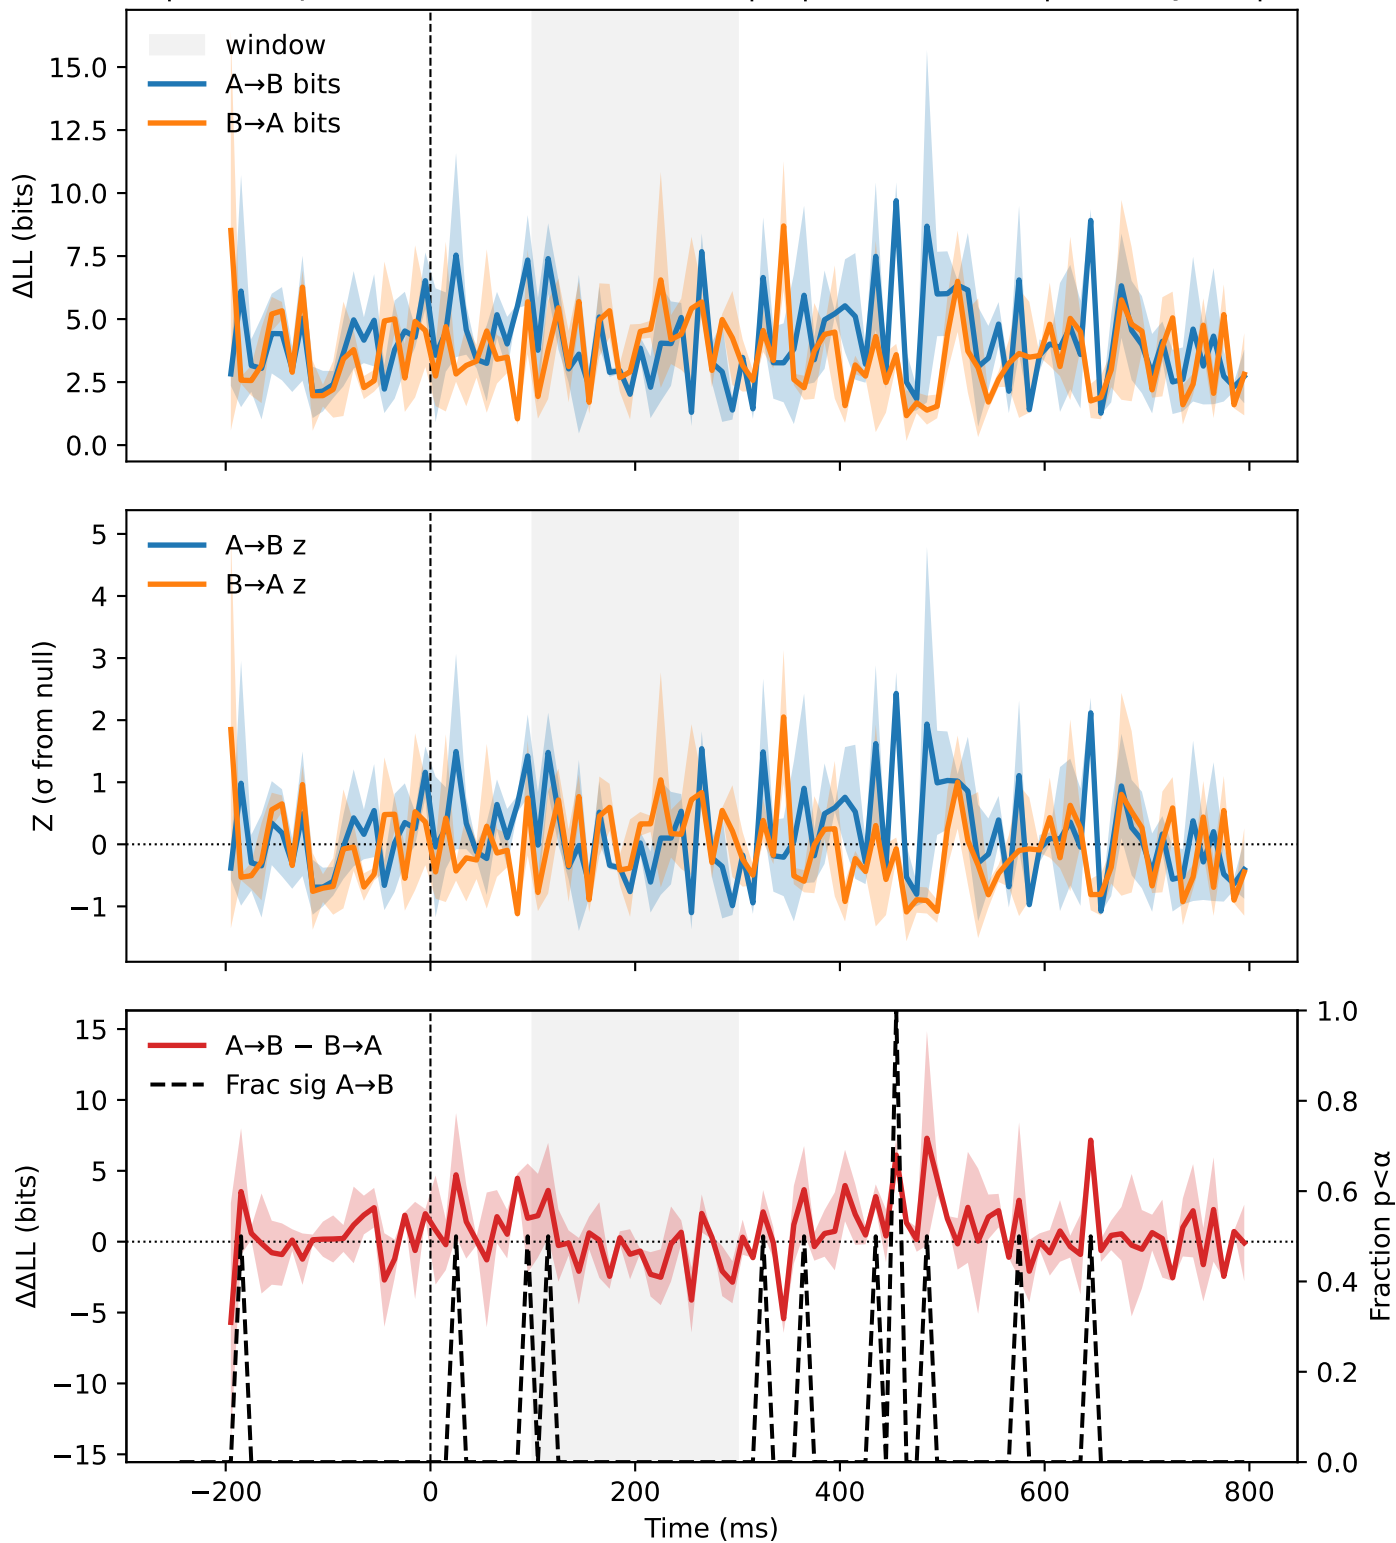 window
A→B bits
B→A bits
ΔLL (bits)
15.0
12.5
10.0
7.5
5.0
2.5
0.0
A→B z
B→A z
Z (σ from null)
5
4
3
2
1
0
−1
A→B − B→A
Frac sig A→B
ΔΔLL (bits)
15
10
5
0
−5
−10
−15
1.0
0.8
0.6
0.4
0.2
0.0
Fraction p<α
−200
0
200
400
600
800
Time (ms)